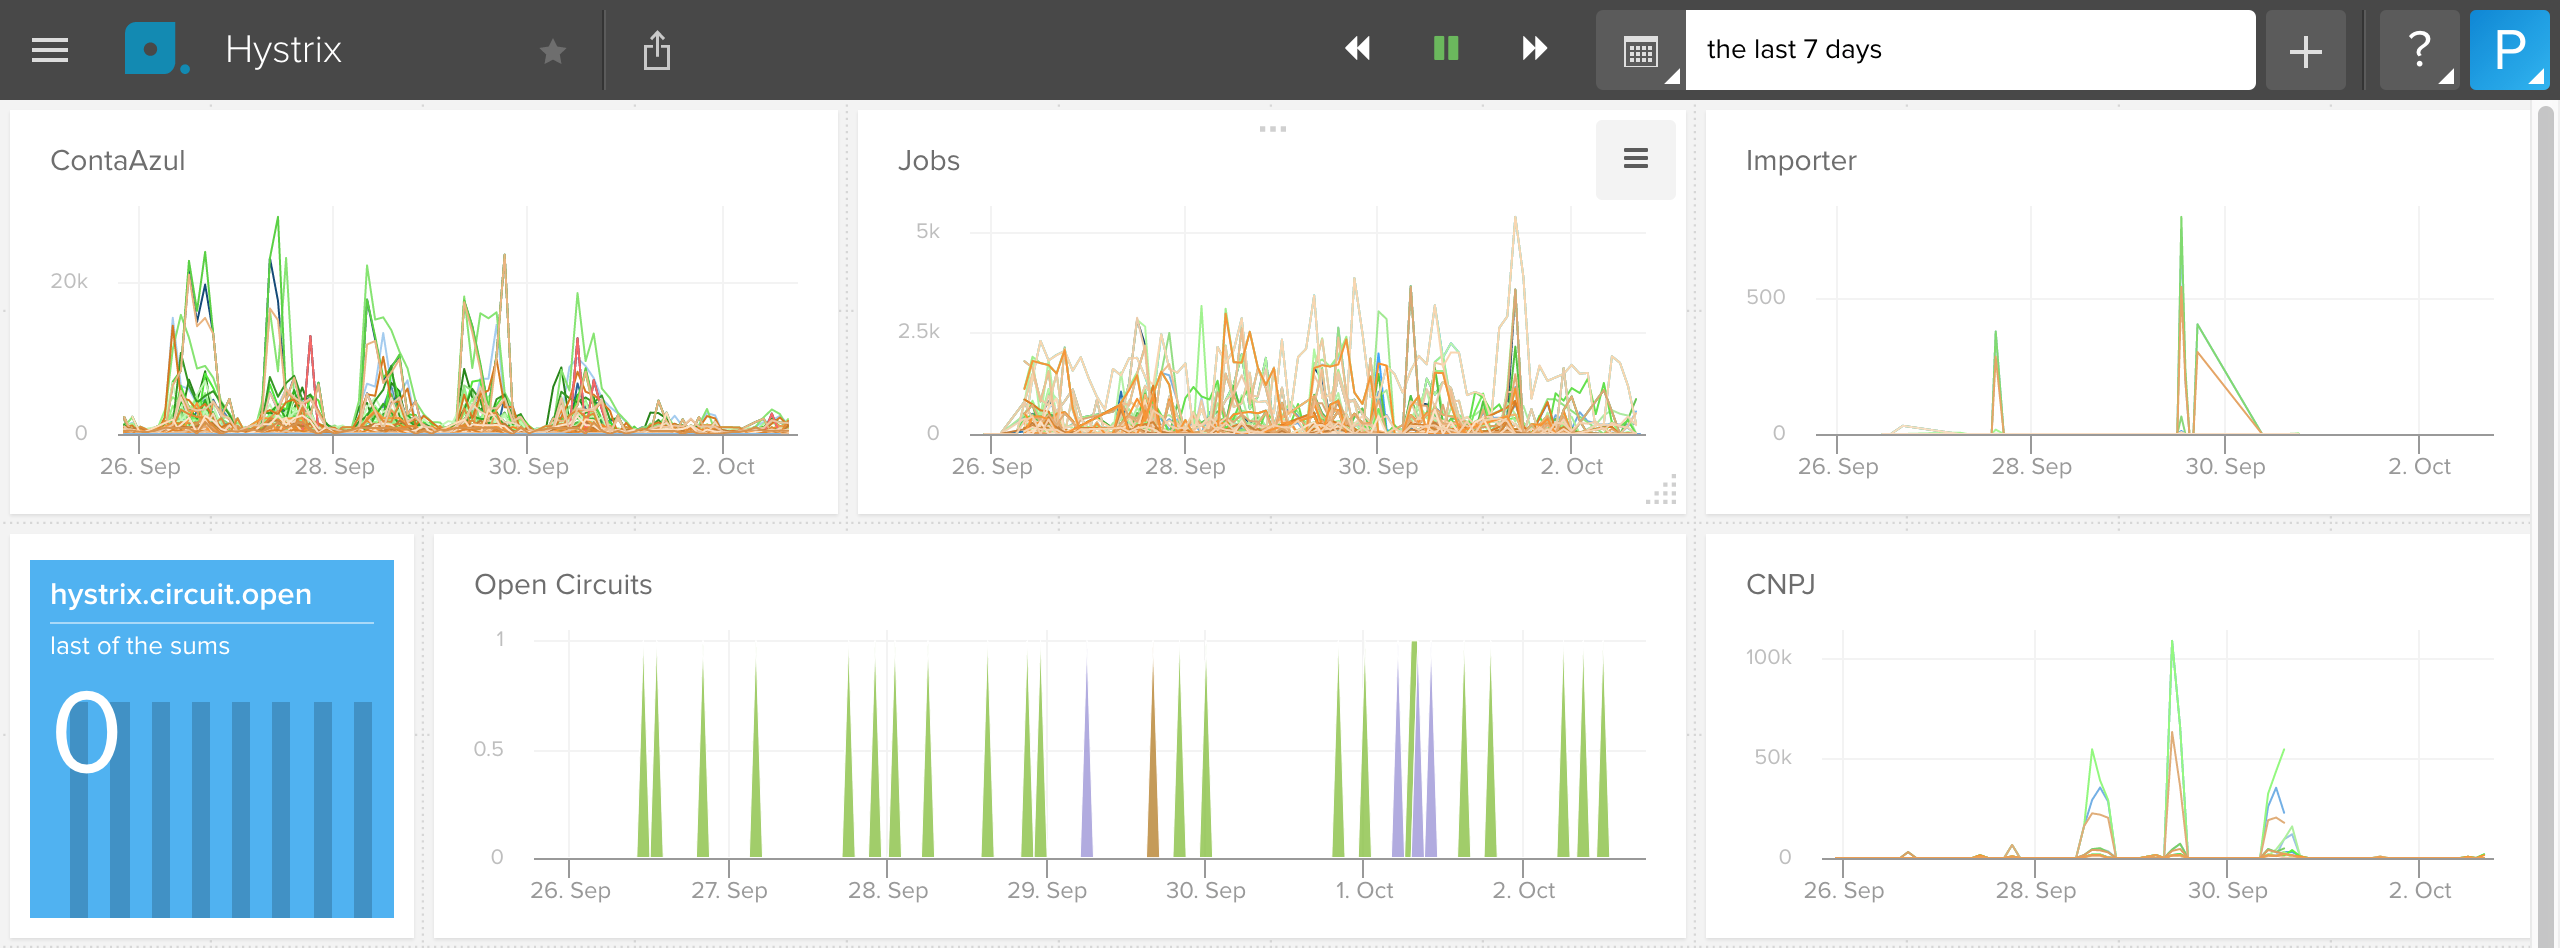 Hystrix
the last 7 days
+
?
P
ContaAzul
20k
0
26. Sep 28. Sep 30. Sep 2. Oct
Jobs
5k
2.5k
0
26. Sep 28. Sep 30. Sep 2. Oct
Importer
500
0
26. Sep 28. Sep 30. Sep 2. Oct
hystrix.circuit.open
last of the sums
0
Open Circuits
1
0.5
0
26. Sep 27. Sep 28. Sep 29. Sep 30. Sep 1. Oct 2. Oct
CNPJ
100k
50k
0
26. Sep 28. Sep 30. Sep 2. Oct